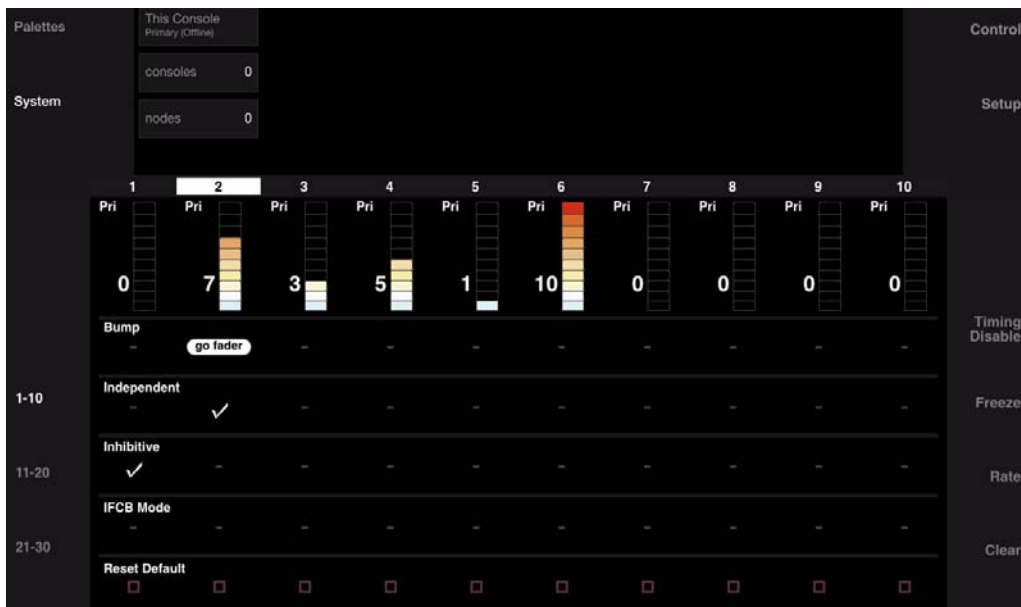 Palettes
This Console
Primary (Offline)
Control
consoles 0
System
Setup
nodes 0
1 2 3 4 5 6 7 8 9 10
Pri Pri Pri Pri Pri Pri Pri Pri Pri Pri
0 7 3 5 1 10 0 0 0 0
Bump
Timing
Disable
- go fader - - - - - - - -
Independent
1-10
Freeze
- ✓ - - - - - - - -
Inhibitive
11-20
Rate
✓ - - - - - - - - -
IFCB Mode
- - - - - - - - - -
21-30
Clear
Reset Default